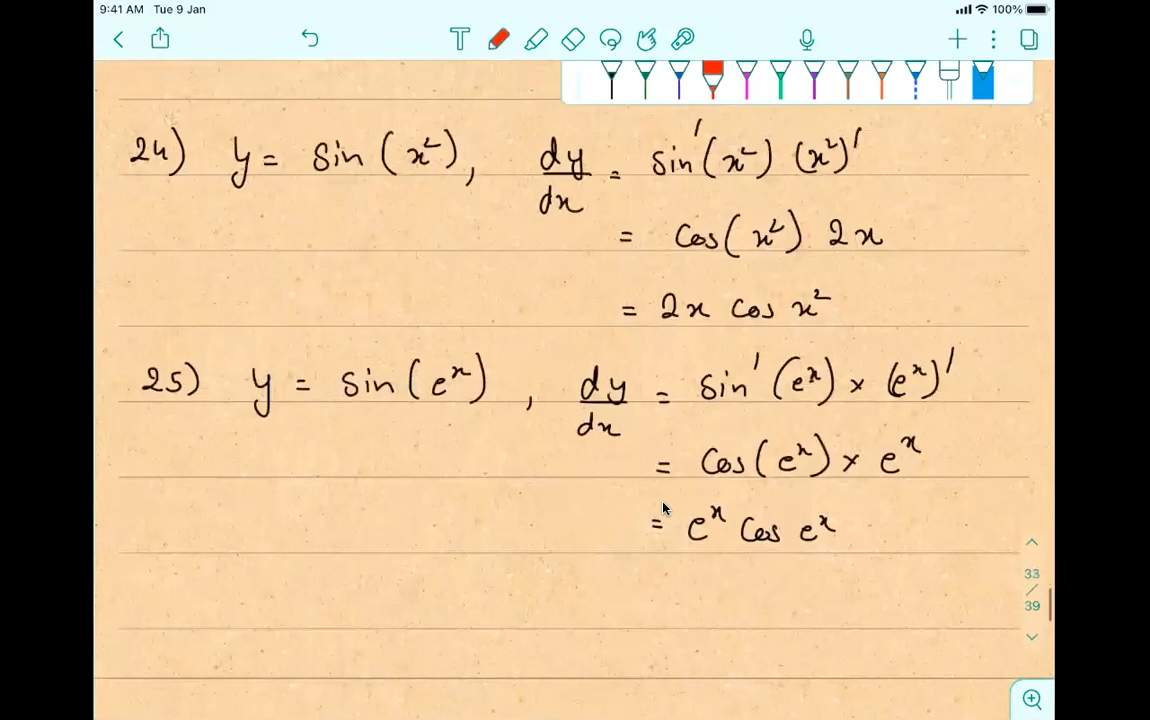 9:41 AM Tue 9 Jan 100%
24) y = sin(x²), dy/dx = sin'(x²) (x²)'
= cos(x²) 2x
= 2x cos x²
25) y = sin(eˣ), dy/dx = sin'(eˣ) × (eˣ)'
= cos(eˣ) × eˣ
= eˣ cos eˣ
33
/
39